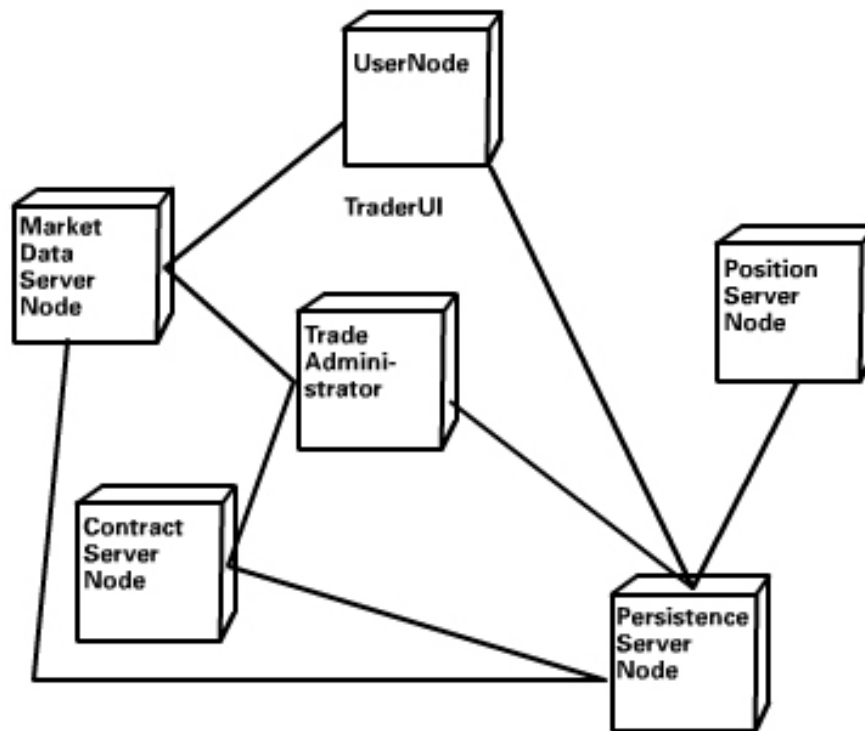 UserNode
TraderUI
Market
Data
Server
Node
Position
Server
Node
Trade
Admini-
strator
Contract
Server
Node
Persistence
Server
Node